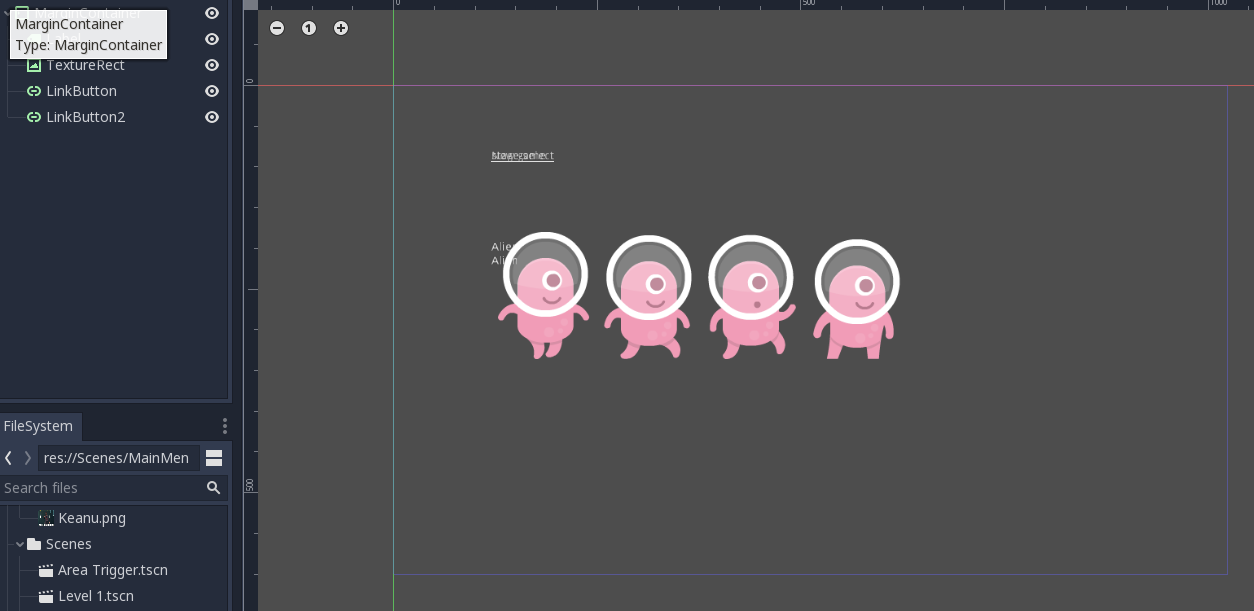 MarginContainer
MarginContainer
Type: MarginContainer
TextureRect
LinkButton
LinkButton2
0
500
1000
1
0
500
Alien
Alien
FileSystem
res://Scenes/MainMen
Search files
Keanu.png
Scenes
Area Trigger.tscn
Level 1.tscn